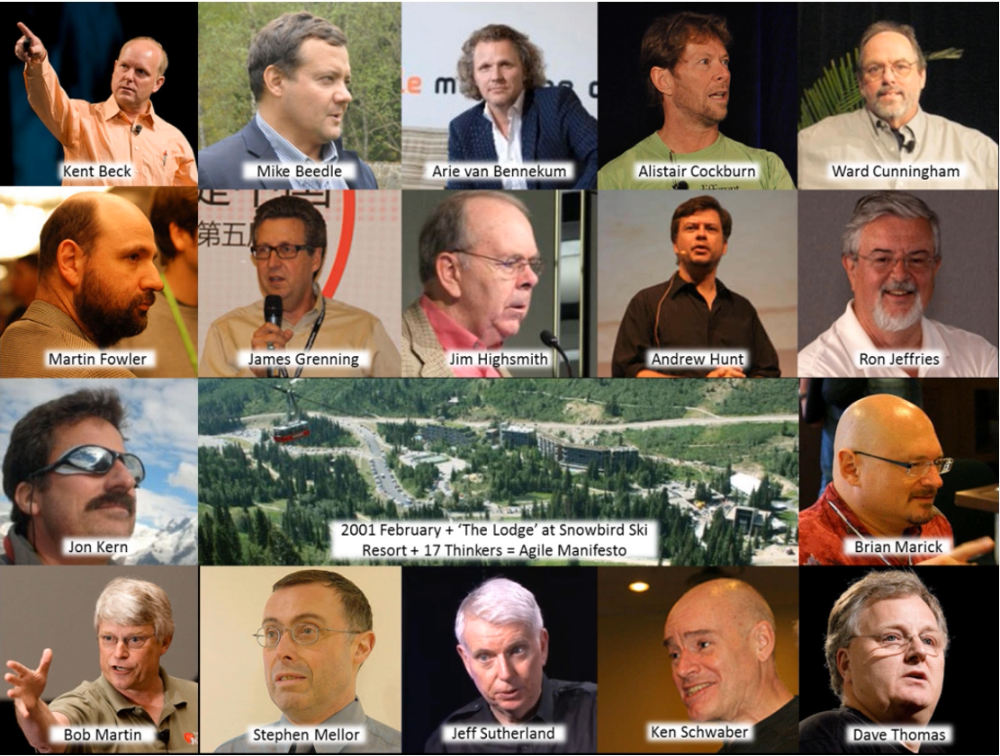 Kent Beck
Mike Beedle
Arie van Bennekum
Alistair Cockburn
Ward Cunningham
Martin Fowler
第五
James Grenning
Jim Highsmith
Andrew Hunt
Ron Jeffries
Jon Kern
2001 February + ‘The Lodge’ at Snowbird Ski
Resort + 17 Thinkers = Agile Manifesto
Brian Marick
Bob Martin
Stephen Mellor
Jeff Sutherland
Ken Schwaber
Dave Thomas